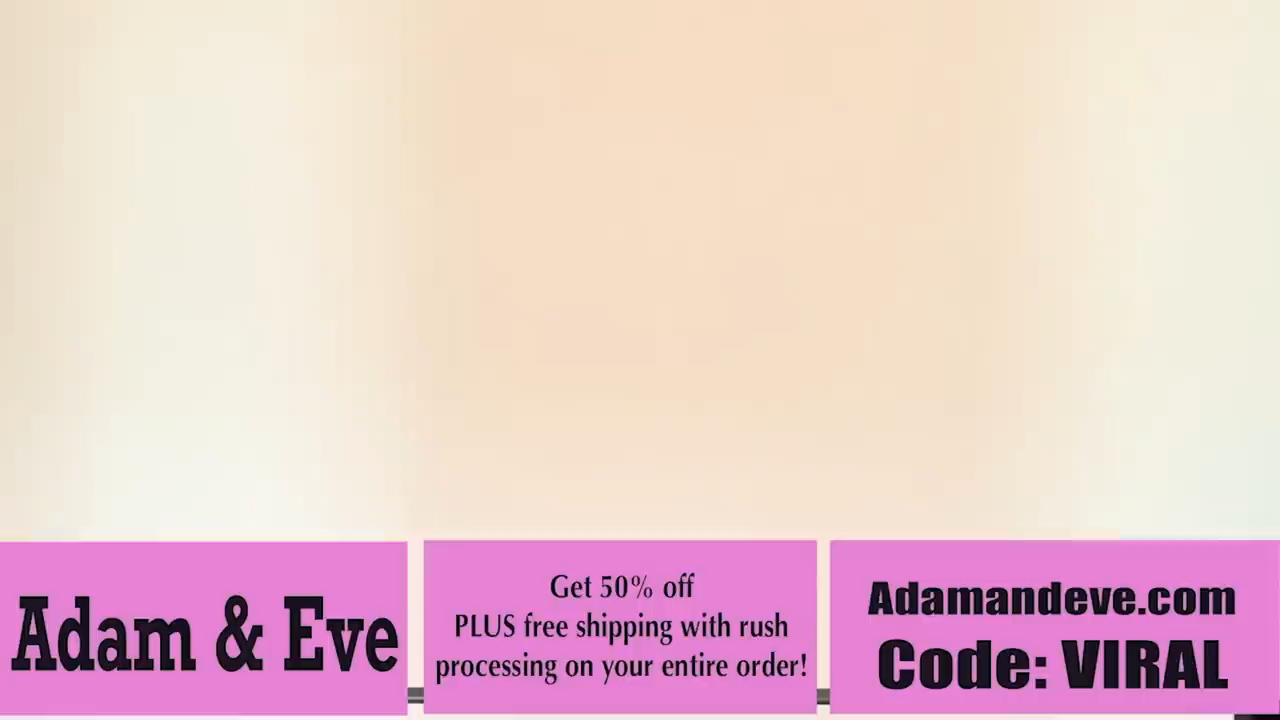 Adam & Eve
Get 50% off
PLUS free shipping with rush
processing on your entire order!
Adamandeve.com
Code: VIRAL